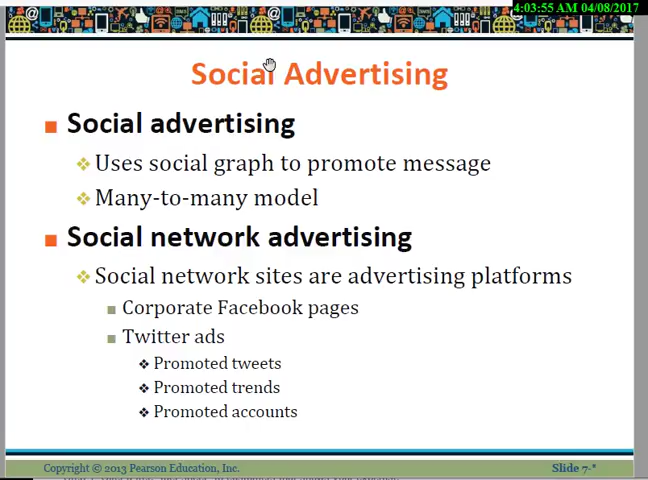 4:03:55 AM 04/08/2017
Social Advertising
Social advertising
Uses social graph to promote message
Many-to-many model
Social network advertising
Social network sites are advertising platforms
Corporate Facebook pages
Twitter ads
Promoted tweets
Promoted trends
Promoted accounts
Copyright © 2013 Pearson Education, Inc. Slide 7-*